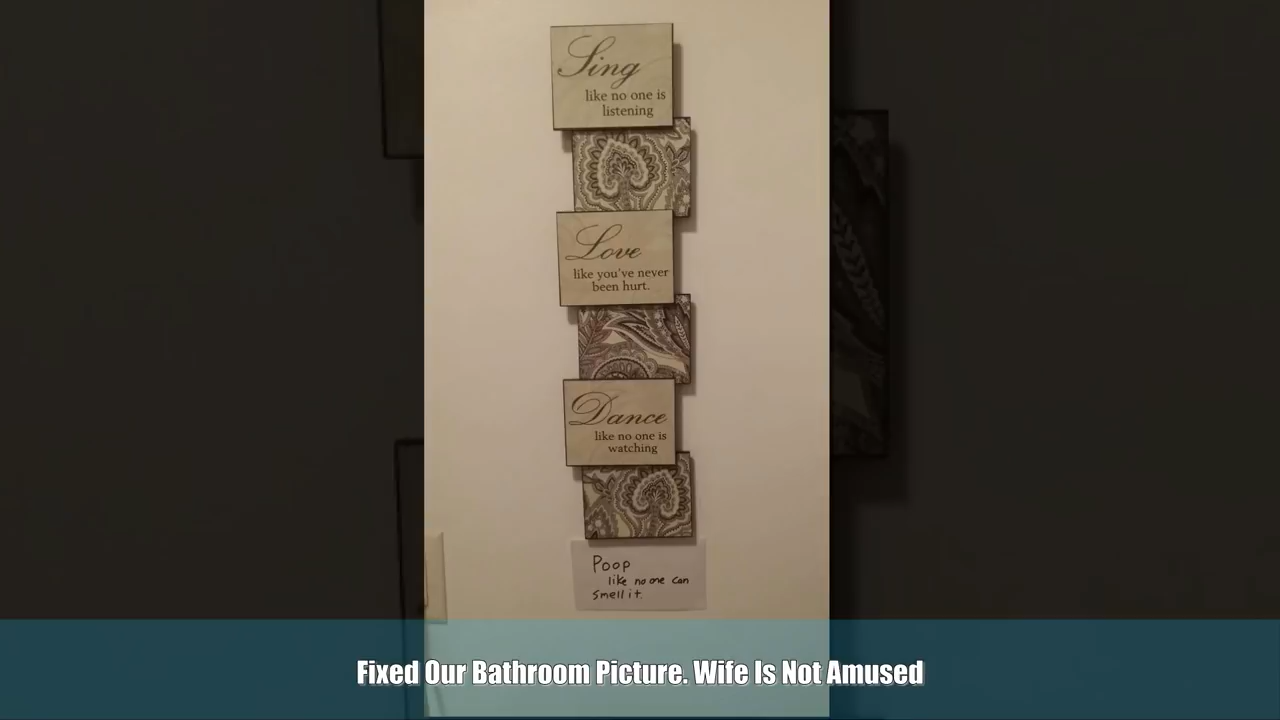 Sing
like no one is
listening
Love
like you've never
been hurt.
Dance
like no one is
watching
Poop
like no one can
smell it.
Fixed Our Bathroom Picture. Wife Is Not Amused